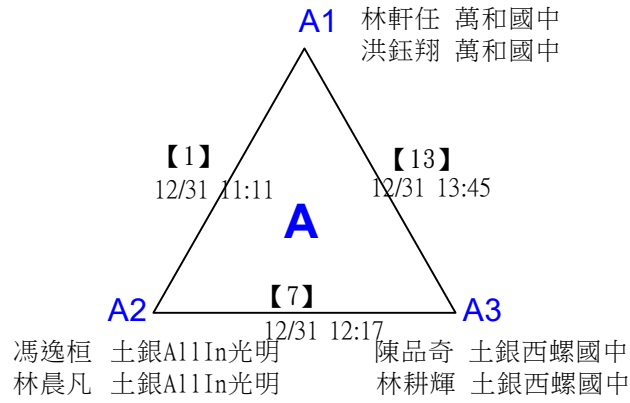 A1 林軒任 萬和國中
洪鈺翔 萬和國中
【1】
12/31 11:11
【13】
12/31 13:45
A
A2
【7】
12/31 12:17
A3
馮逸桓 土銀AllIn光明
林晨凡 土銀AllIn光明
陳品奇 土銀西螺國中
林耕輝 土銀西螺國中